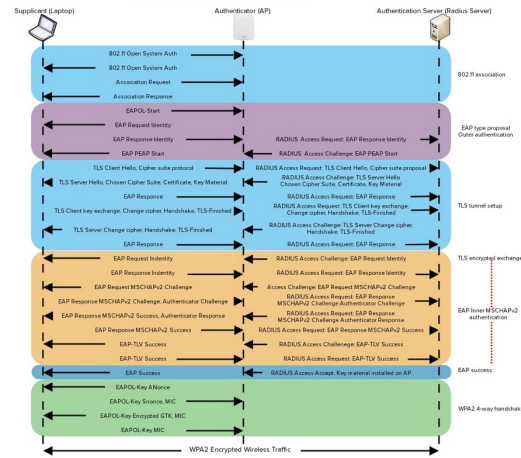 Supplicant (Laptop)
Authenticator (AP)
Authentication Server (Radius Server)
802.11 Open System Auth
802.11 Open System Auth
Association Request
Association Response
802.11 association
EAPOL-Start
EAP Request Identity
EAP Response Identity
RADIUS Access Request: EAP Response Identity
EAP PEAP Start
RADIUS Access Challenge: EAP PEAP Start
EAP type proposal
Outer authentication
TLS Client Hello, Cipher suite protocol
RADIUS Access Request: TLS Client Hello, Cipher suite proposal
TLS Server Hello, Chosen Cipher Suite, Certificate, Key Material
RADIUS Access Challenge: TLS Server Hello
Chosen Cipher Suite, Certificate, Key Material
EAP Response
RADIUS Access Request: EAP Response
TLS Client key exchange, Change cipher, Handshake, TLS-Finished
RADIUS Access Request: TLS Client key exchange,
Change cipher, Handshake, TLS-Finished
TLS Server Change cipher, Handshake, TLS-Finished
RADIUS Access Challenge: TLS Server Change cipher,
Handshake, TLS-Finished
EAP Response
RADIUS Access Request: EAP Response
TLS tunnel setup
EAP Request Indentity
RADIUS Access Challenge: EAP Request Identity
TLS encrypted exchange
EAP Response Indentity
RADIUS Access Request: EAP Response Identity
EAP Request MSCHAPv2 Challenge
Access Challenge: EAP Request MSCHAPv2 Challenge
EAP Response MSCHAPv2 Challenge, Authenticator Challenge
RADIUS Access Request: EAP Response
MSCHAPv2 Challenge Authenticator Challenge
EAP Request MSCHAPv2 Success, Authenticator Response
RADIUS Access Request: EAP Response
MSCHAPv2 Challenge Authenticator Response
EAP Response MSCHAPv2 Success
RADIUS Access Request: EAP Response MSCHAPv2 Success
EAP-TLV Success
RADIUS Access Challenege: EAP-TLV Success
EAP-TLV Success
RADIUS Access Request: EAP-TLV Success
EAP Inner MSCHAPv2
authentication
EAP Success
RADIUS Access Accept: Key material installed on AP
EAP success
EAPOL-Key ANonce
EAPOL-Key Snonce, MIC
EAPOL-Key Encrypted GTK, MIC
EAPOL-Key MIC
WPA2 4-way handshak
WPA2 Encrypted Wireless Traffic